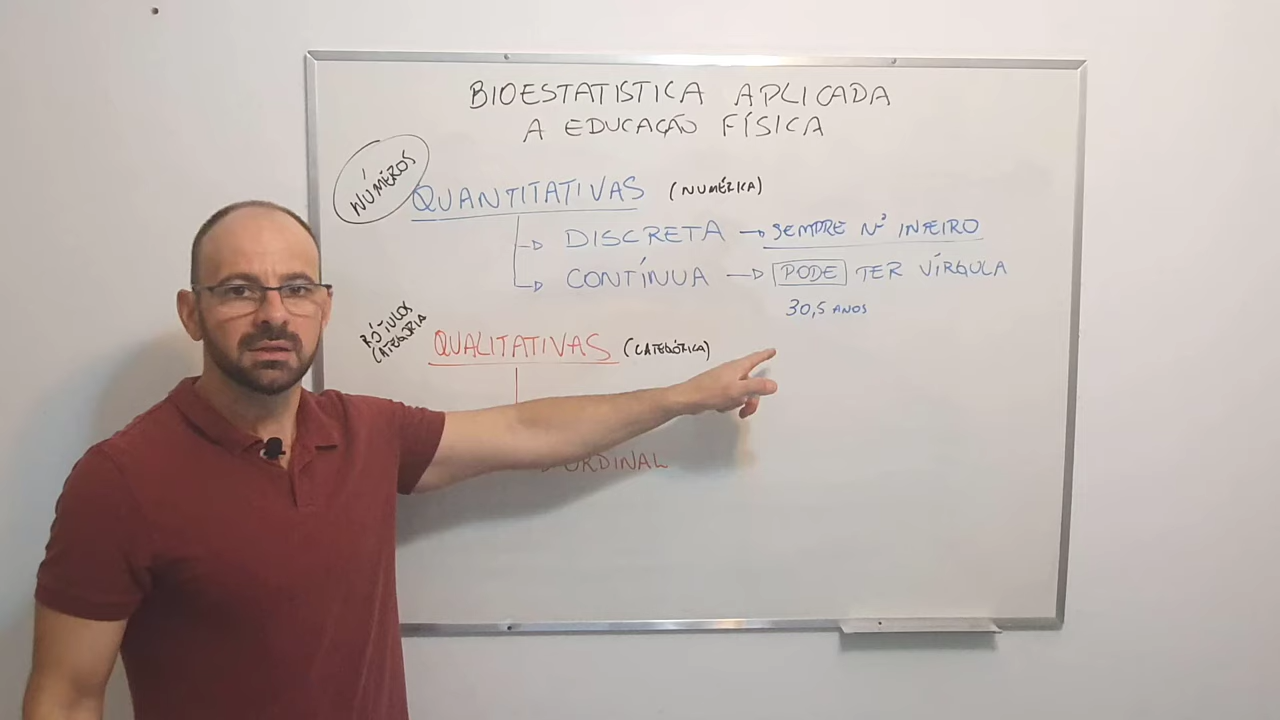 BIOESTATISTICA APLICADA
A EDUCAÇÃO FÍSICA
NÚMEROS
QUANTITATIVAS (NUMÉRICA)
DISCRETA → SEMPRE Nº INTEIRO
CONTÍNUA → PODE TER VÍRGULA
30,5 ANOS
RÓTULOS
CATEGORIA
QUALITATIVAS (CATEGÓRICA)
ORDINAL